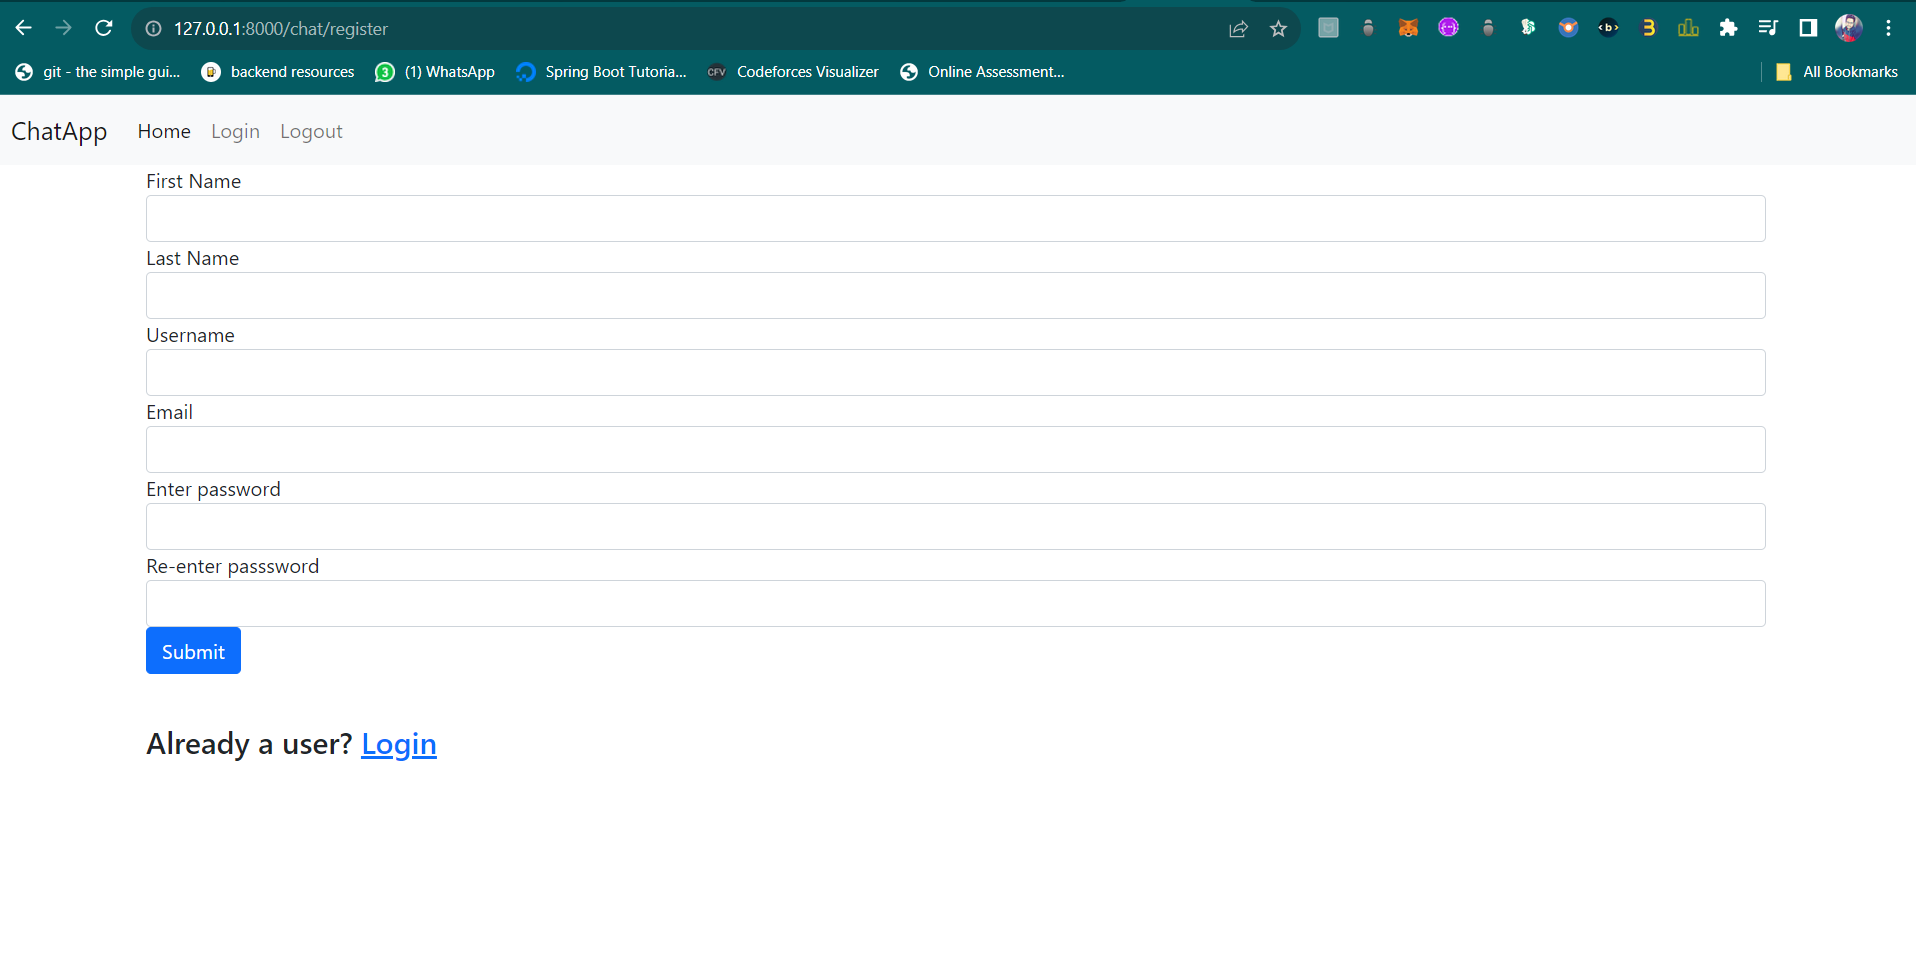 127.0.0.1:8000/chat/register
git - the simple gui... backend resources (1) WhatsApp Spring Boot Tutoria... CFV Codeforces Visualizer Online Assessment... All Bookmarks
ChatApp Home Login Logout
First Name
Last Name
Username
Email
Enter password
Re-enter passsword
Submit
Already a user? Login